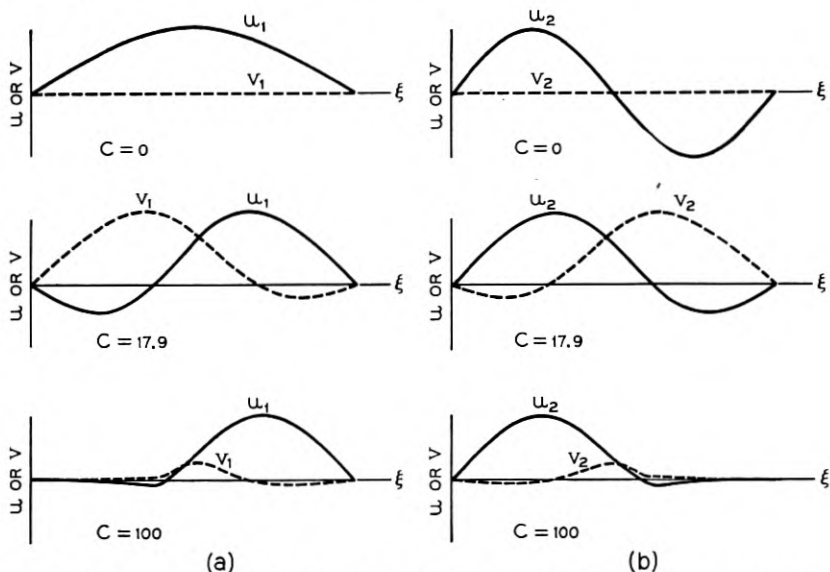 u₁
V₁
ξ
u OR V
C = 0
u₂
V₂
ξ
u OR V
C = 0
V₁
u₁
ξ
u OR V
C = 17.9
u₂
V₂
ξ
u OR V
C = 17.9
u₁
V₁
ξ
u OR V
C = 100
(a)
u₂
V₂
ξ
u OR V
C = 100
(b)